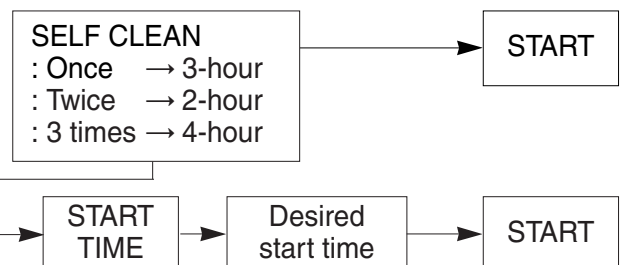 SELF CLEAN
: Once → 3-hour
: Twice → 2-hour
: 3 times → 4-hour
START
START
TIME
Desired
start time
START